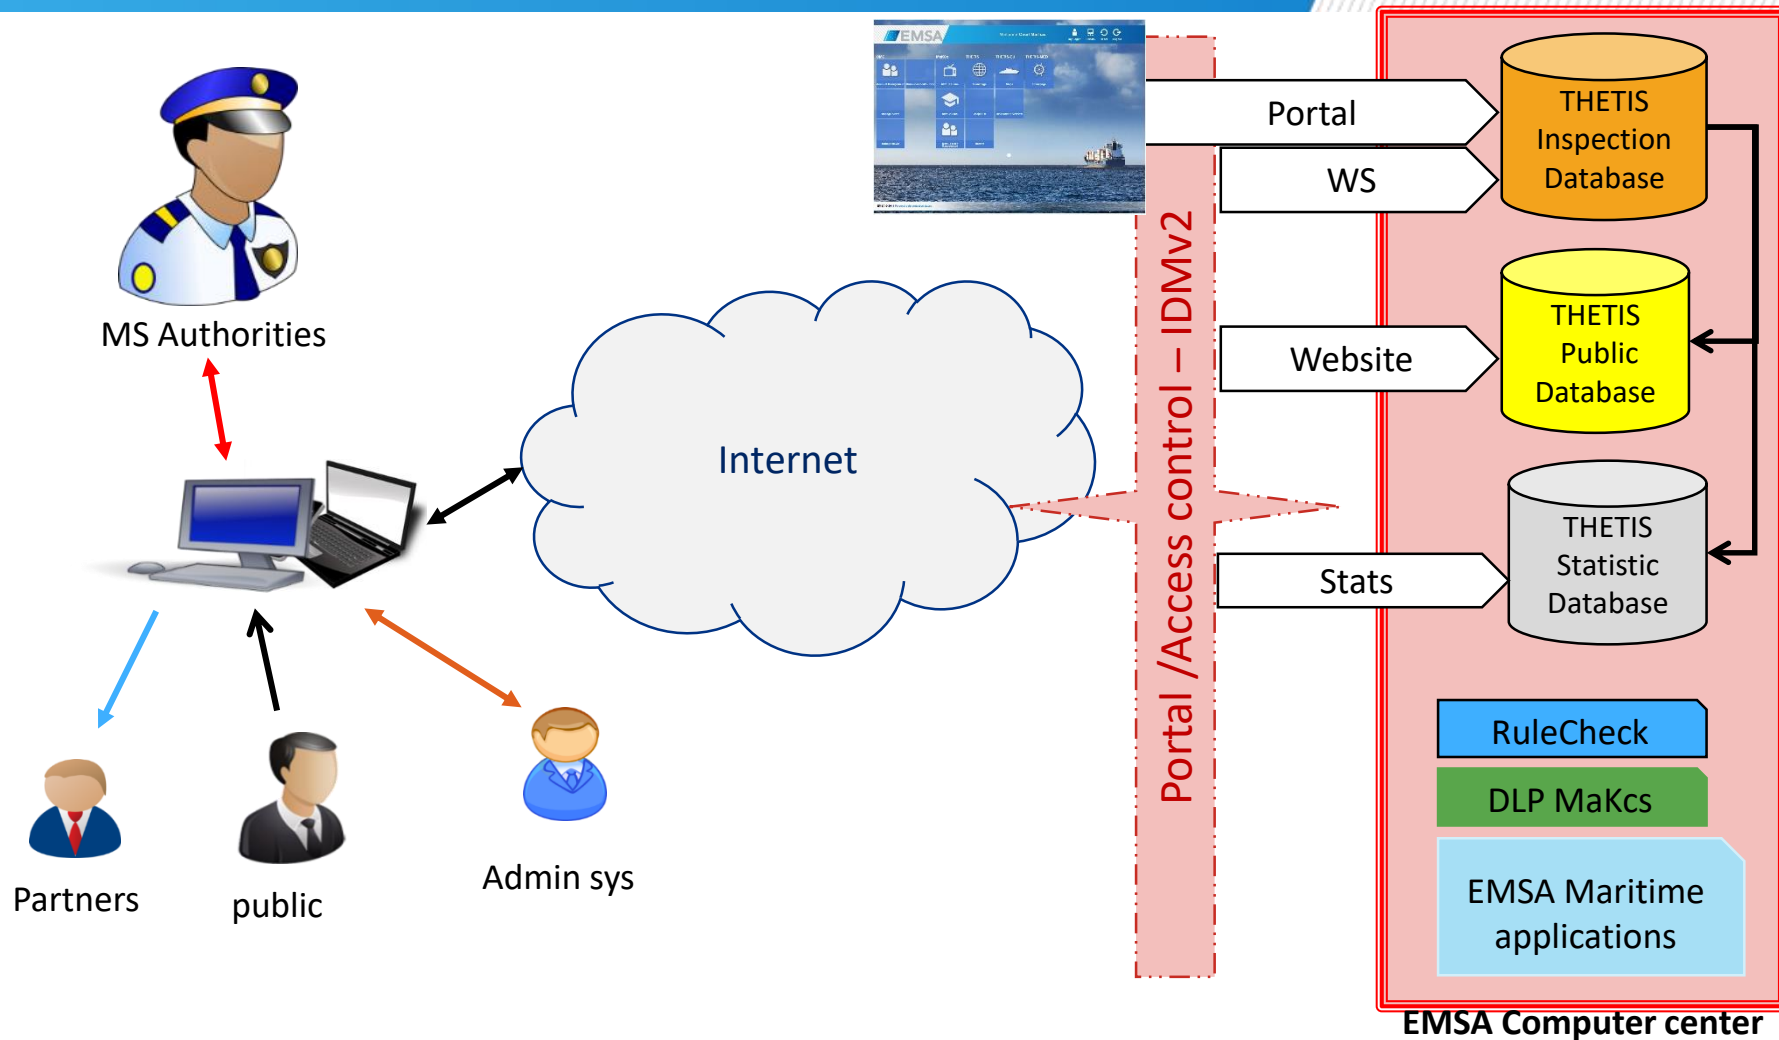 EMSA
Portal
WS
THETIS
Inspection
Database
MS Authorities
Portal /Access control – IDMv2
Website
THETIS
Public
Database
Internet
Stats
THETIS
Statistic
Database
RuleCheck
DLP MaKcs
EMSA Maritime
applications
Partners
public
Admin sys
EMSA Computer center